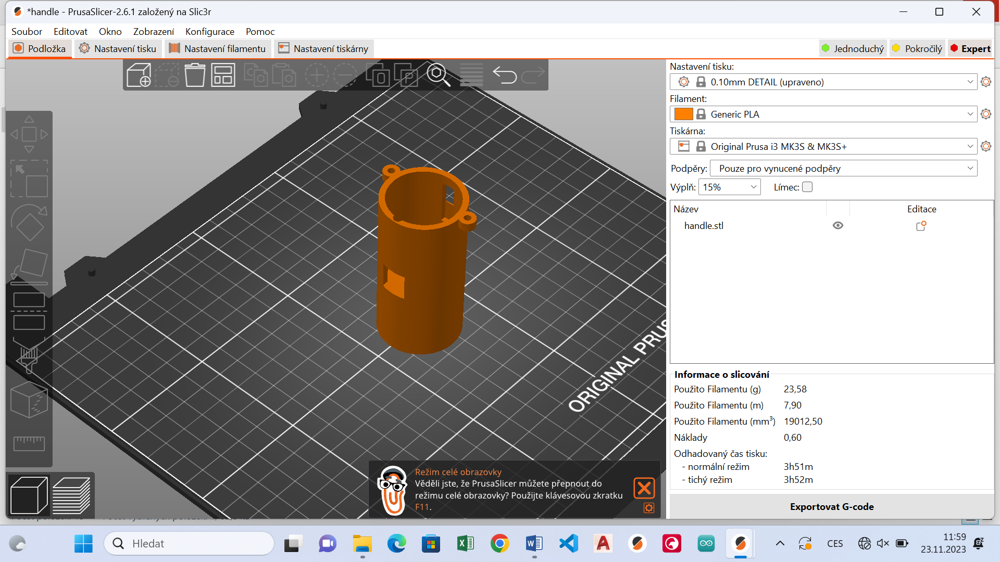 *handle - PrusaSlicer-2.6.1 založený na Slic3r
Soubor Editovat Okno Zobrazení Konfigurace Pomoc
Podložka Nastavení tisku Nastavení filamentu Nastavení tiskárny Jednoduchý Pokročilý Expert
Nastavení tisku:
0.10mm DETAIL (upraveno)
Filament:
Generic PLA
Tiskárna:
Original Prusa i3 MK3S & MK3S+
Podpěry: Pouze pro vynucené podpěry
Výplň: 15% Límec:
Název Editace
handle.stl
ORIGINAL PRUS
Informace o slicování
Použito Filamentu (g) 23,58
Použito Filamentu (m) 7,90
Použito Filamentu (mm³) 19012,50
Náklady 0,60
Odhadovaný čas tisku:
- normální režim 3h51m
- tichý režim 3h52m
Režim celé obrazovky
Věděli jste, že PrusaSlicer můžete přepnout do
režimu celé obrazovky? Použijte klávesovou zkratku
F11.
Exportovat G-code
Hledat
CES
11:59
23.11.2023